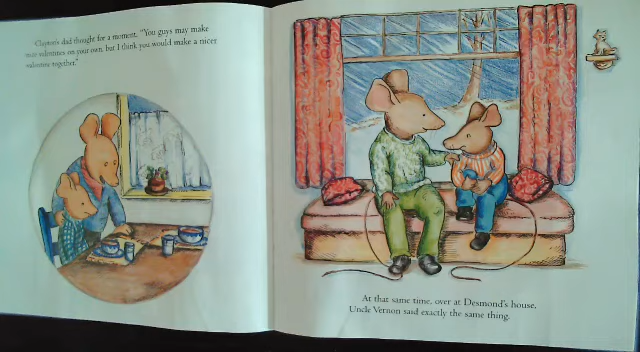 Clayton's dad thought for a moment. "You guys may make
nice valentines on your own, but I think you would make a nicer
valentine together."
At that same time, over at Desmond's house,
Uncle Vernon said exactly the same thing.